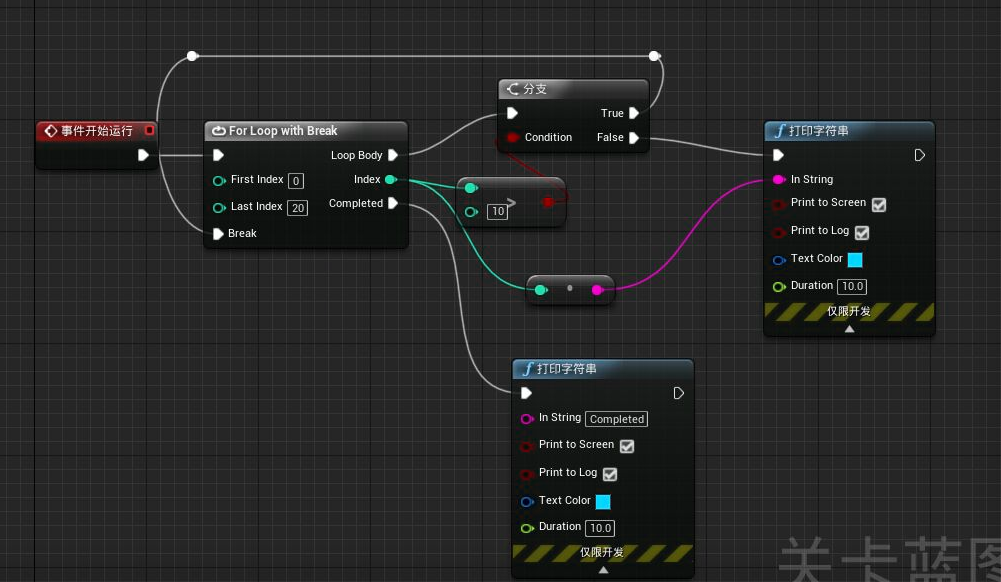 分支
True
Condition
False
事件开始运行
For Loop with Break
Loop Body
First Index 0
Index
Last Index 20
Completed
Break
>
10
打印字符串
In String
Print to Screen
Print to Log
Text Color
Duration 10.0
仅限开发
打印字符串
In String Completed
Print to Screen
Print to Log
Text Color
Duration 10.0
仅限开发
关卡蓝图